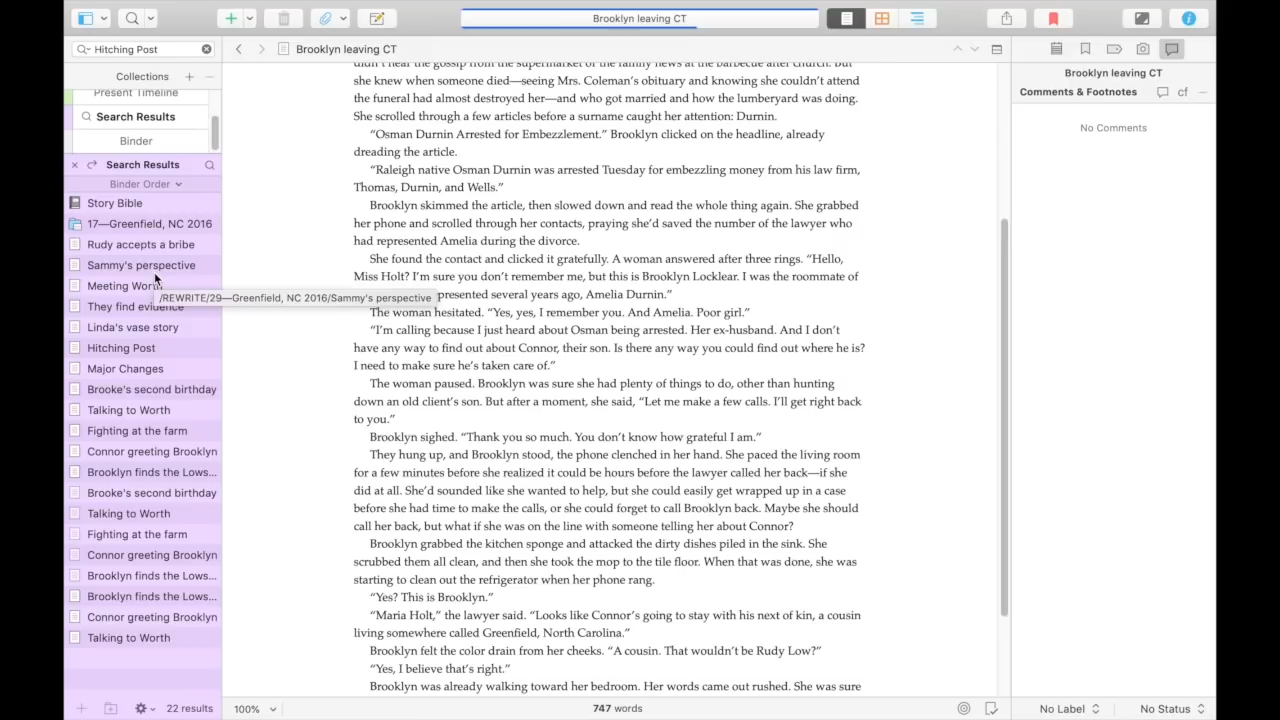 Brooklyn leaving CT
Hitching Post
Brooklyn leaving CT
Collections
Present Timeline
Search Results
Binder
Search Results
Binder Order
Story Bible
17—Greenfield, NC 2016
Rudy accepts a bribe
Sammy's perspective
Meeting Wor
/REWRITE/29—Greenfield, NC 2016/Sammy's perspective
They find evidence
Linda's vase story
Hitching Post
Major Changes
Brooke's second birthday
Talking to Worth
Fighting at the farm
Connor greeting Brooklyn
Brooklyn finds the Lows...
Brooke's second birthday
Talking to Worth
Fighting at the farm
Connor greeting Brooklyn
Brooklyn finds the Lows...
Brooklyn finds the Lows...
Connor greeting Brooklyn
Talking to Worth
22 results
didn't hear the gossip from the supermarket or the family news at the barbecue after church. But
she knew when someone died—seeing Mrs. Coleman's obituary and knowing she couldn't attend
the funeral had almost destroyed her—and who got married and how the lumberyard was doing.
She scrolled through a few articles before a surname caught her attention: Durnin.
“Osman Durnin Arrested for Embezzlement.” Brooklyn clicked on the headline, already
dreading the article.
“Raleigh native Osman Durnin was arrested Tuesday for embezzling money from his law firm,
Thomas, Durnin, and Wells.”
Brooklyn skimmed the article, then slowed down and read the whole thing again. She grabbed
her phone and scrolled through her contacts, praying she'd saved the number of the lawyer who
had represented Amelia during the divorce.
She found the contact and clicked it gratefully. A woman answered after three rings. “Hello,
Miss Holt? I'm sure you don't remember me, but this is Brooklyn Locklear. I was the roommate of
presented several years ago, Amelia Durnin.”
The woman hesitated. “Yes, yes, I remember you. And Amelia. Poor girl.”
“I'm calling because I just heard about Osman being arrested. Her ex-husband. And I don't
have any way to find out about Connor, their son. Is there any way you could find out where he is?
I need to make sure he's taken care of.”
The woman paused. Brooklyn was sure she had plenty of things to do, other than hunting
down an old client's son. But after a moment, she said, “Let me make a few calls. I'll get right back
to you.”
Brooklyn sighed. “Thank you so much. You don't know how grateful I am.”
They hung up, and Brooklyn stood, the phone clenched in her hand. She paced the living room
for a few minutes before she realized it could be hours before the lawyer called her back—if she
did at all. She'd sounded like she wanted to help, but she could easily get wrapped up in a case
before she had time to make the calls, or she could forget to call Brooklyn back. Maybe she should
call her back, but what if she was on the line with someone telling her about Connor?
Brooklyn grabbed the kitchen sponge and attacked the dirty dishes piled in the sink. She
scrubbed them all clean, and then she took the mop to the tile floor. When that was done, she was
starting to clean out the refrigerator when her phone rang.
“Yes? This is Brooklyn.”
“Maria Holt,” the lawyer said. “Looks like Connor's going to stay with his next of kin, a cousin
living somewhere called Greenfield, North Carolina.”
Brooklyn felt the color drain from her cheeks. “A cousin. That wouldn't be Rudy Low?”
“Yes, I believe that's right.”
Brooklyn was already walking toward her bedroom. Her words came out rushed. She was sure
100%
747 words
Brooklyn leaving CT
Comments & Footnotes
cf
No Comments
No Label
No Status